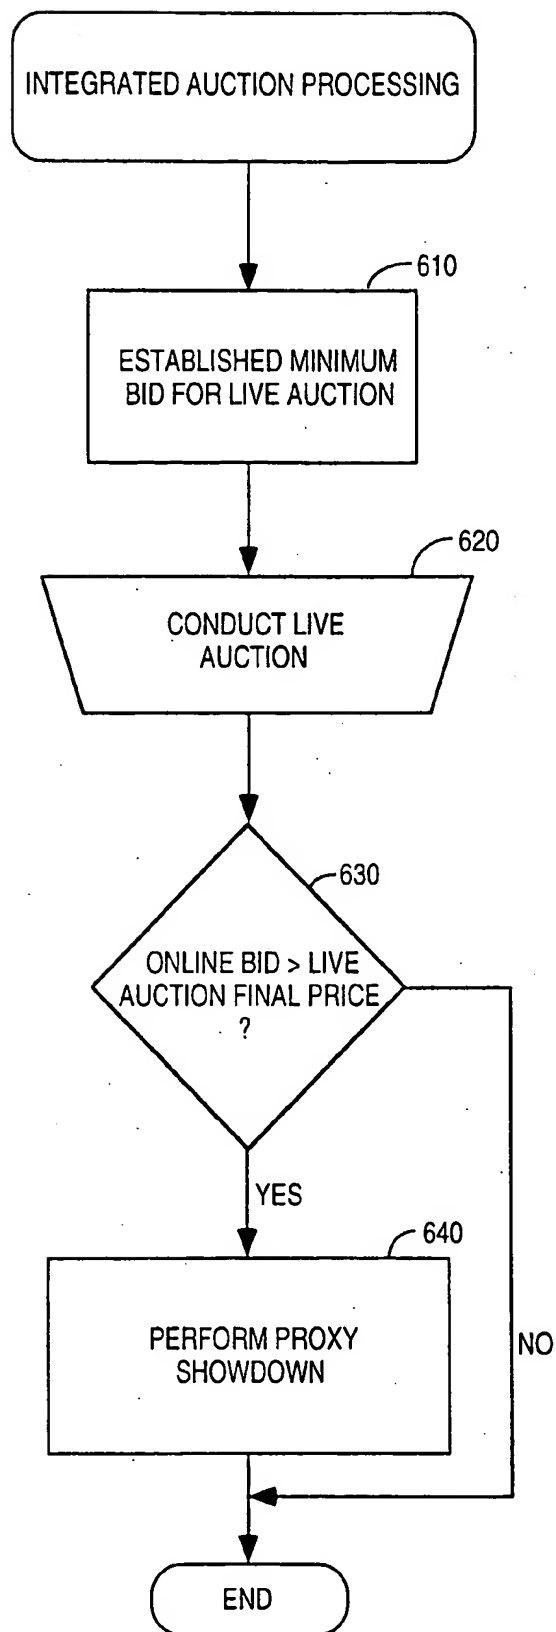 INTEGRATED AUCTION PROCESSING
610
ESTABLISHED MINIMUM
BID FOR LIVE AUCTION
620
CONDUCT LIVE
AUCTION
630
ONLINE BID > LIVE
AUCTION FINAL PRICE
?
YES
640
PERFORM PROXY
SHOWDOWN
NO
END